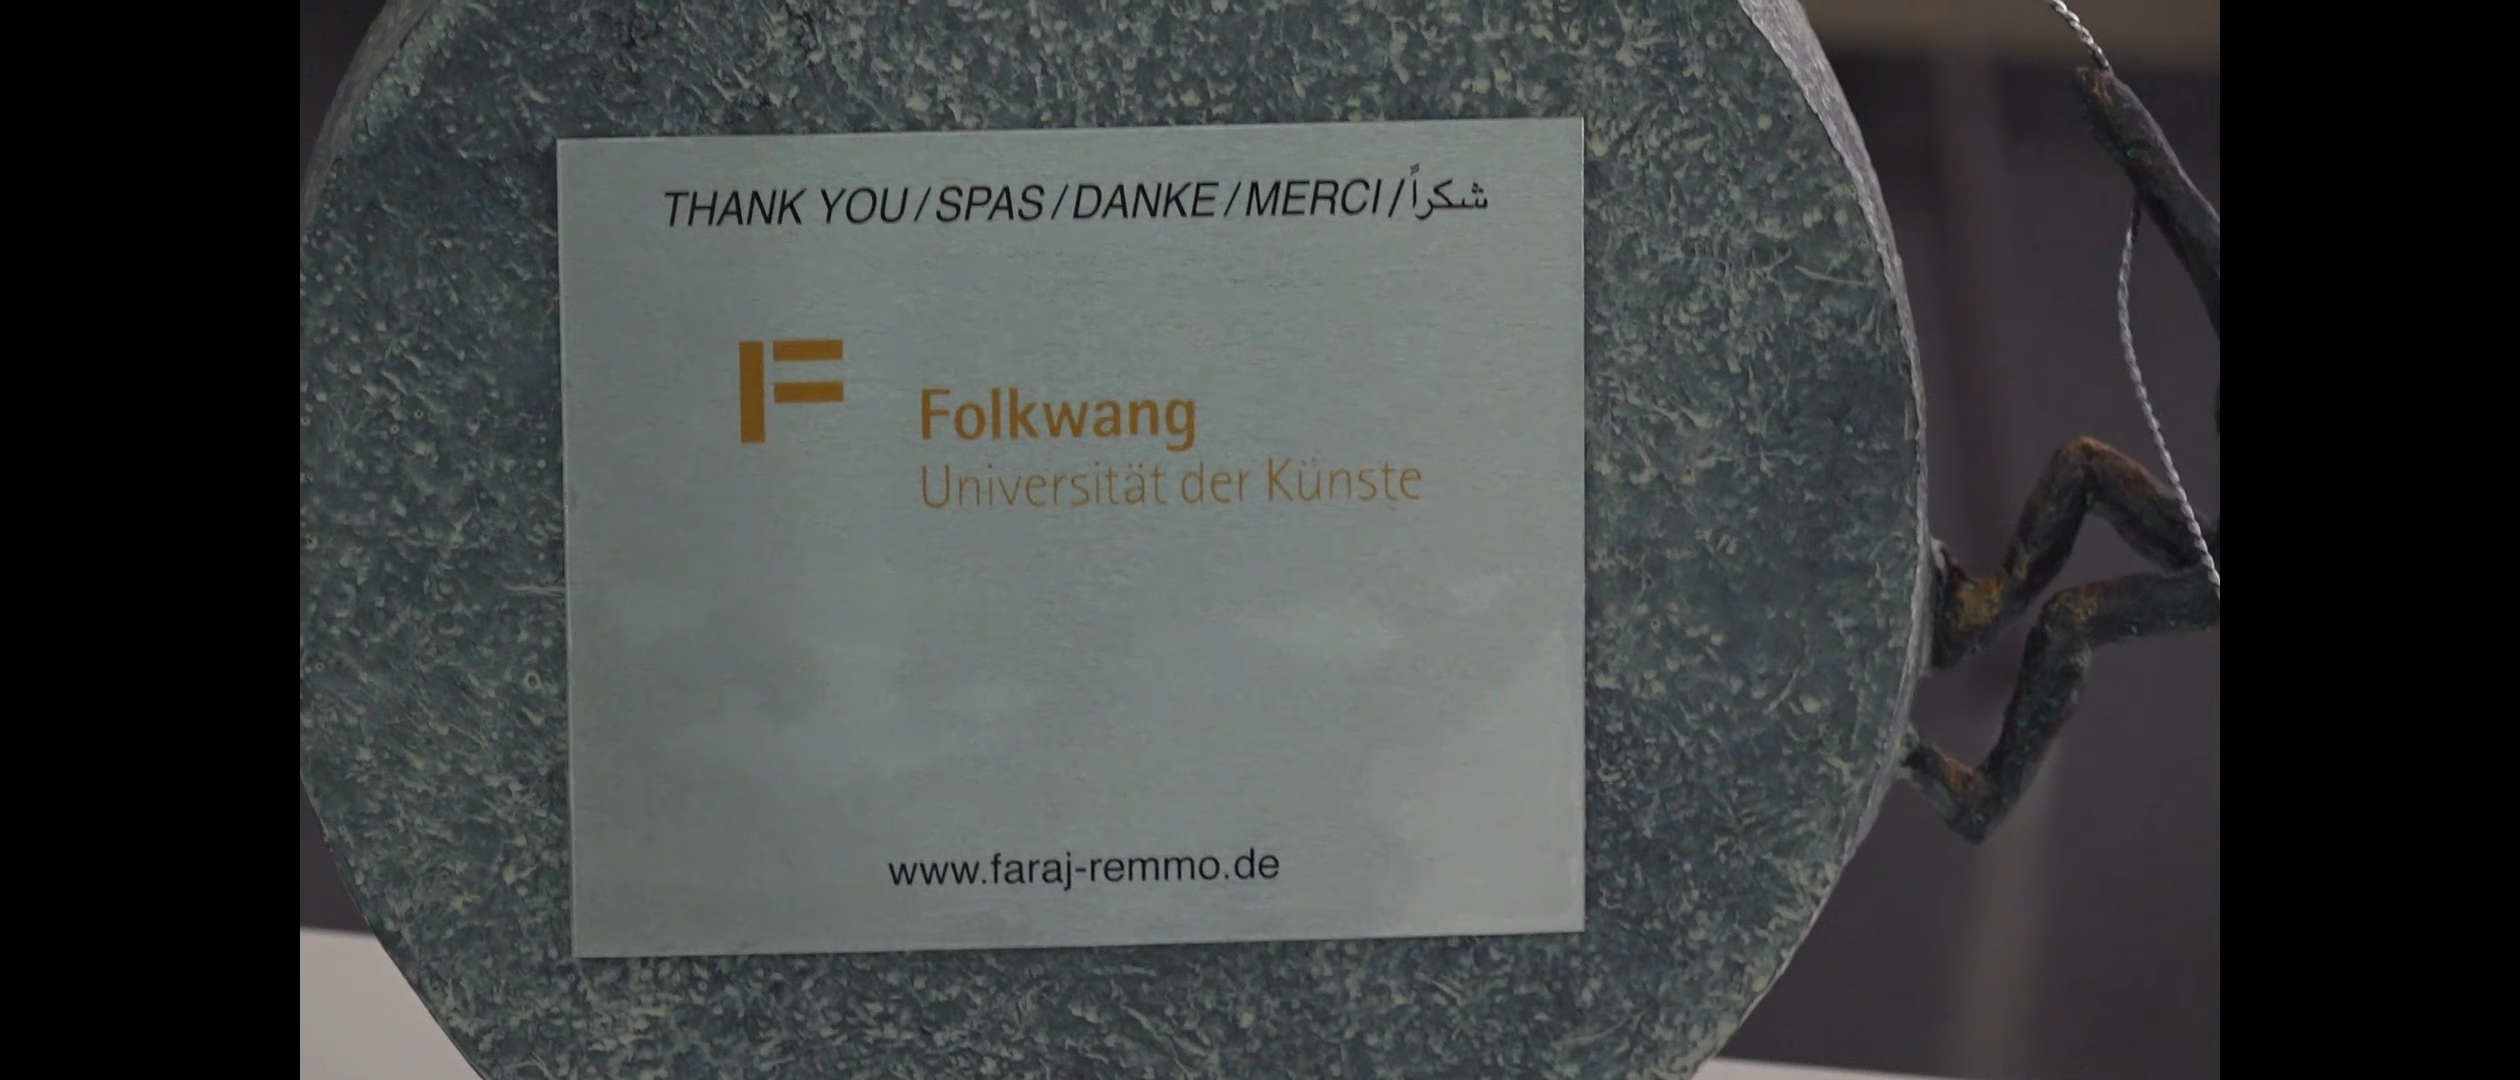 THANK YOU/SPAS/DANKE/MERCI/شكراً
Folkwang
Universität der Künste
www.faraj-remmo.de